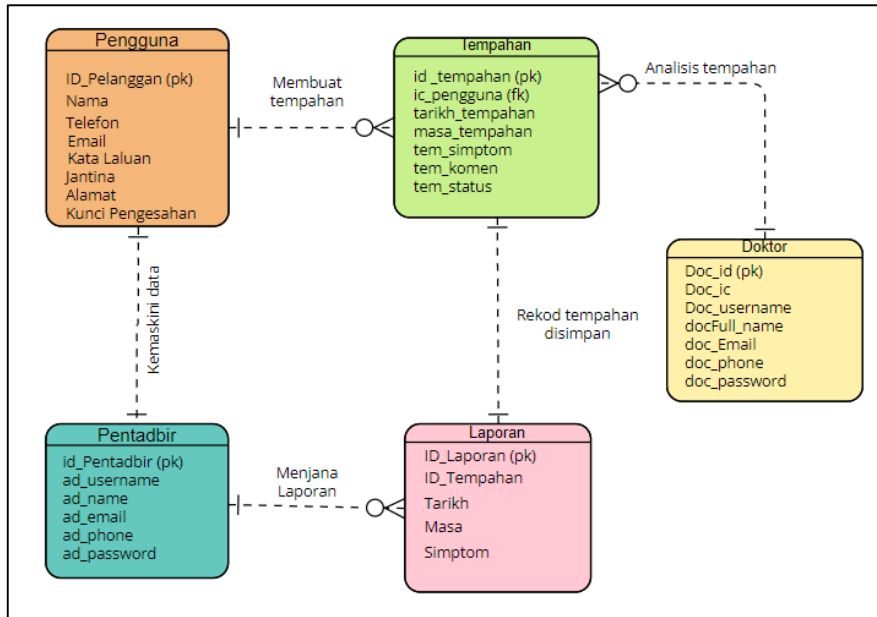 Pengguna
ID_Pelanggan (pk)
Nama
Telefon
Email
Kata Laluan
Jantina
Alamat
Kunci Pengesahan
Membuat
tempahan
Tempahan
id _tempahan (pk)
ic_pengguna (fk)
tarikh_tempahan
masa_tempahan
tem_simptom
tem_komen
tem_status
Analisis tempahan
Doktor
Doc_id (pk)
Doc_ic
Doc_username
docFull_name
doc_Email
doc_phone
doc_password
Kemaskini data
Rekod tempahan
disimpan
Pentadbir
id_Pentadbir (pk)
ad_username
ad_name
ad_email
ad_phone
ad_password
Menjana
Laporan
Laporan
ID_Laporan (pk)
ID_Tempahan
Tarikh
Masa
Simptom